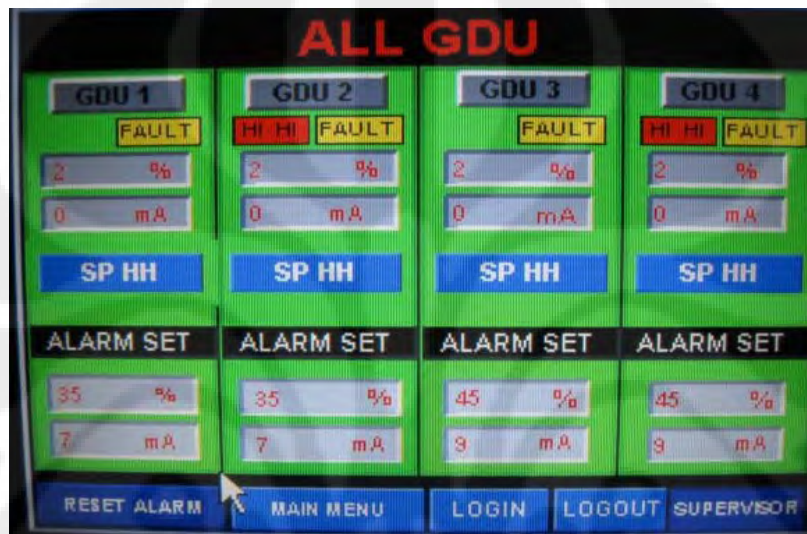 ALL GDU
GDU 1 GDU 2 GDU 3 GDU 4
FAULT HI HI FAULT FAULT HI HI FAULT
2 % 2 % 2 % 2 %
0 mA 0 mA 0 mA 0 mA
SP HH SP HH SP HH SP HH
ALARM SET ALARM SET ALARM SET ALARM SET
35 % 35 % 45 % 45 %
7 mA 7 mA 9 mA 9 mA
RESET ALARM MAIN MENU LOGIN LOGOUT SUPERVISOR